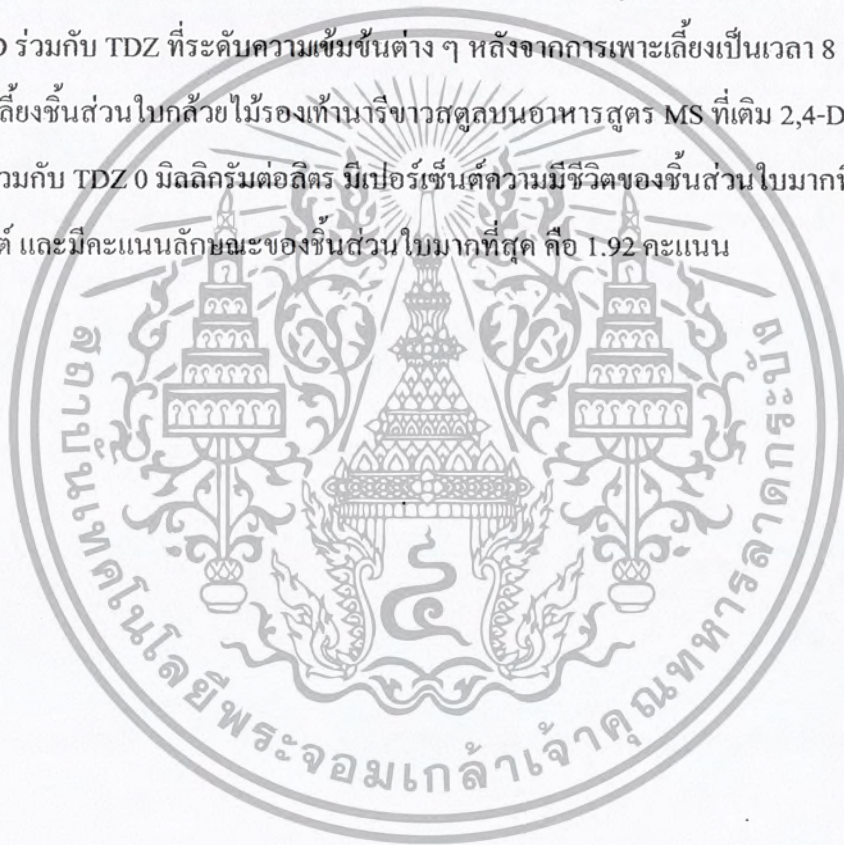 D ร่วมกับ TDZ ที่ระดับความเข้มข้นต่าง ๆ หลังจากการเพาะเลี้ยงเป็นเวลา 8
ลี้ยงชิ้นส่วนใบกล้วยไม้รองเท้านารีขาวสตูลบนอาหารสูตร MS ที่เติม 2,4-D
วมกับ TDZ 0 มิลลิกรัมต่อลิตร มีเปอร์เซ็นต์ความมีชีวิตของชิ้นส่วนใบมากที
ต์ และมีคะแนนลักษณะของชิ้นส่วนใบมากที่สุด คือ 1.92 คะแนน
สถาบันเทคโนโลยีพระจอมเกล้าเจ้าคุณทหารลาดกระบัง